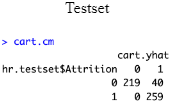 Testset
> cart.cm
cart.yhat
hr.testset$Attrition 0 1
0 219 40
1 0 259